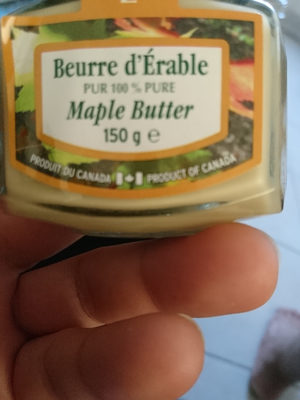 Beurre d'Érable
PUR 100 % PURE
Maple Butter
150 g e
PRODUIT DU CANADA PRODUCT OF CANADA